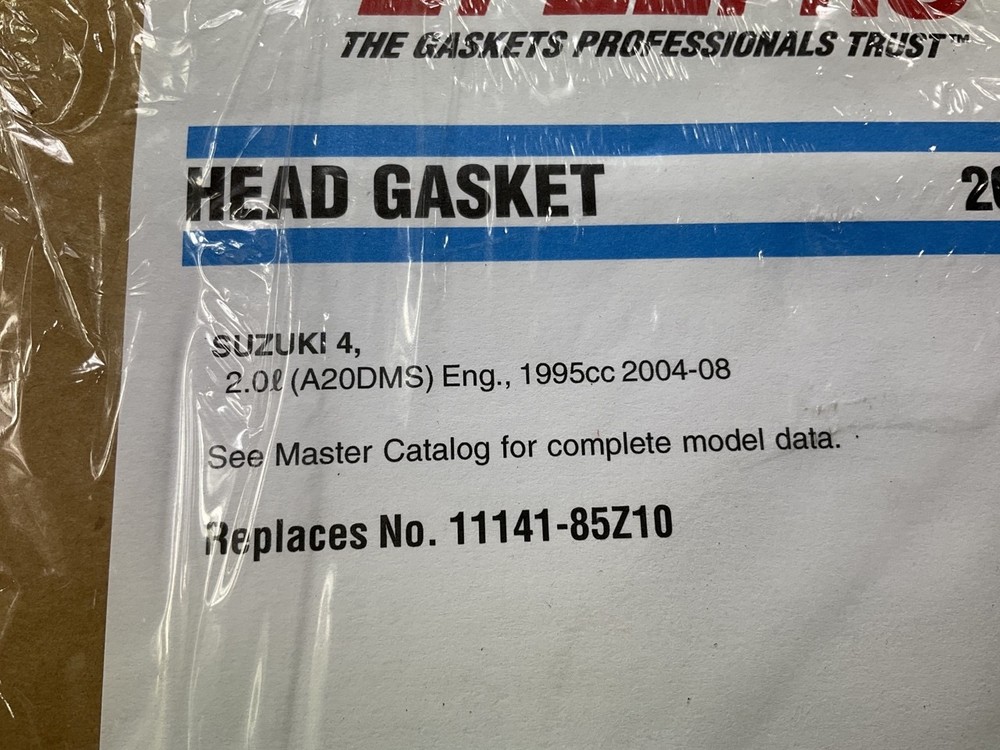 THE GASKETS PROFESSIONALS TRUST™
HEAD GASKET
SUZUKI 4,
2.0ℓ (A20DMS) Eng., 1995cc 2004-08
See Master Catalog for complete model data.
Replaces No. 11141-85Z10